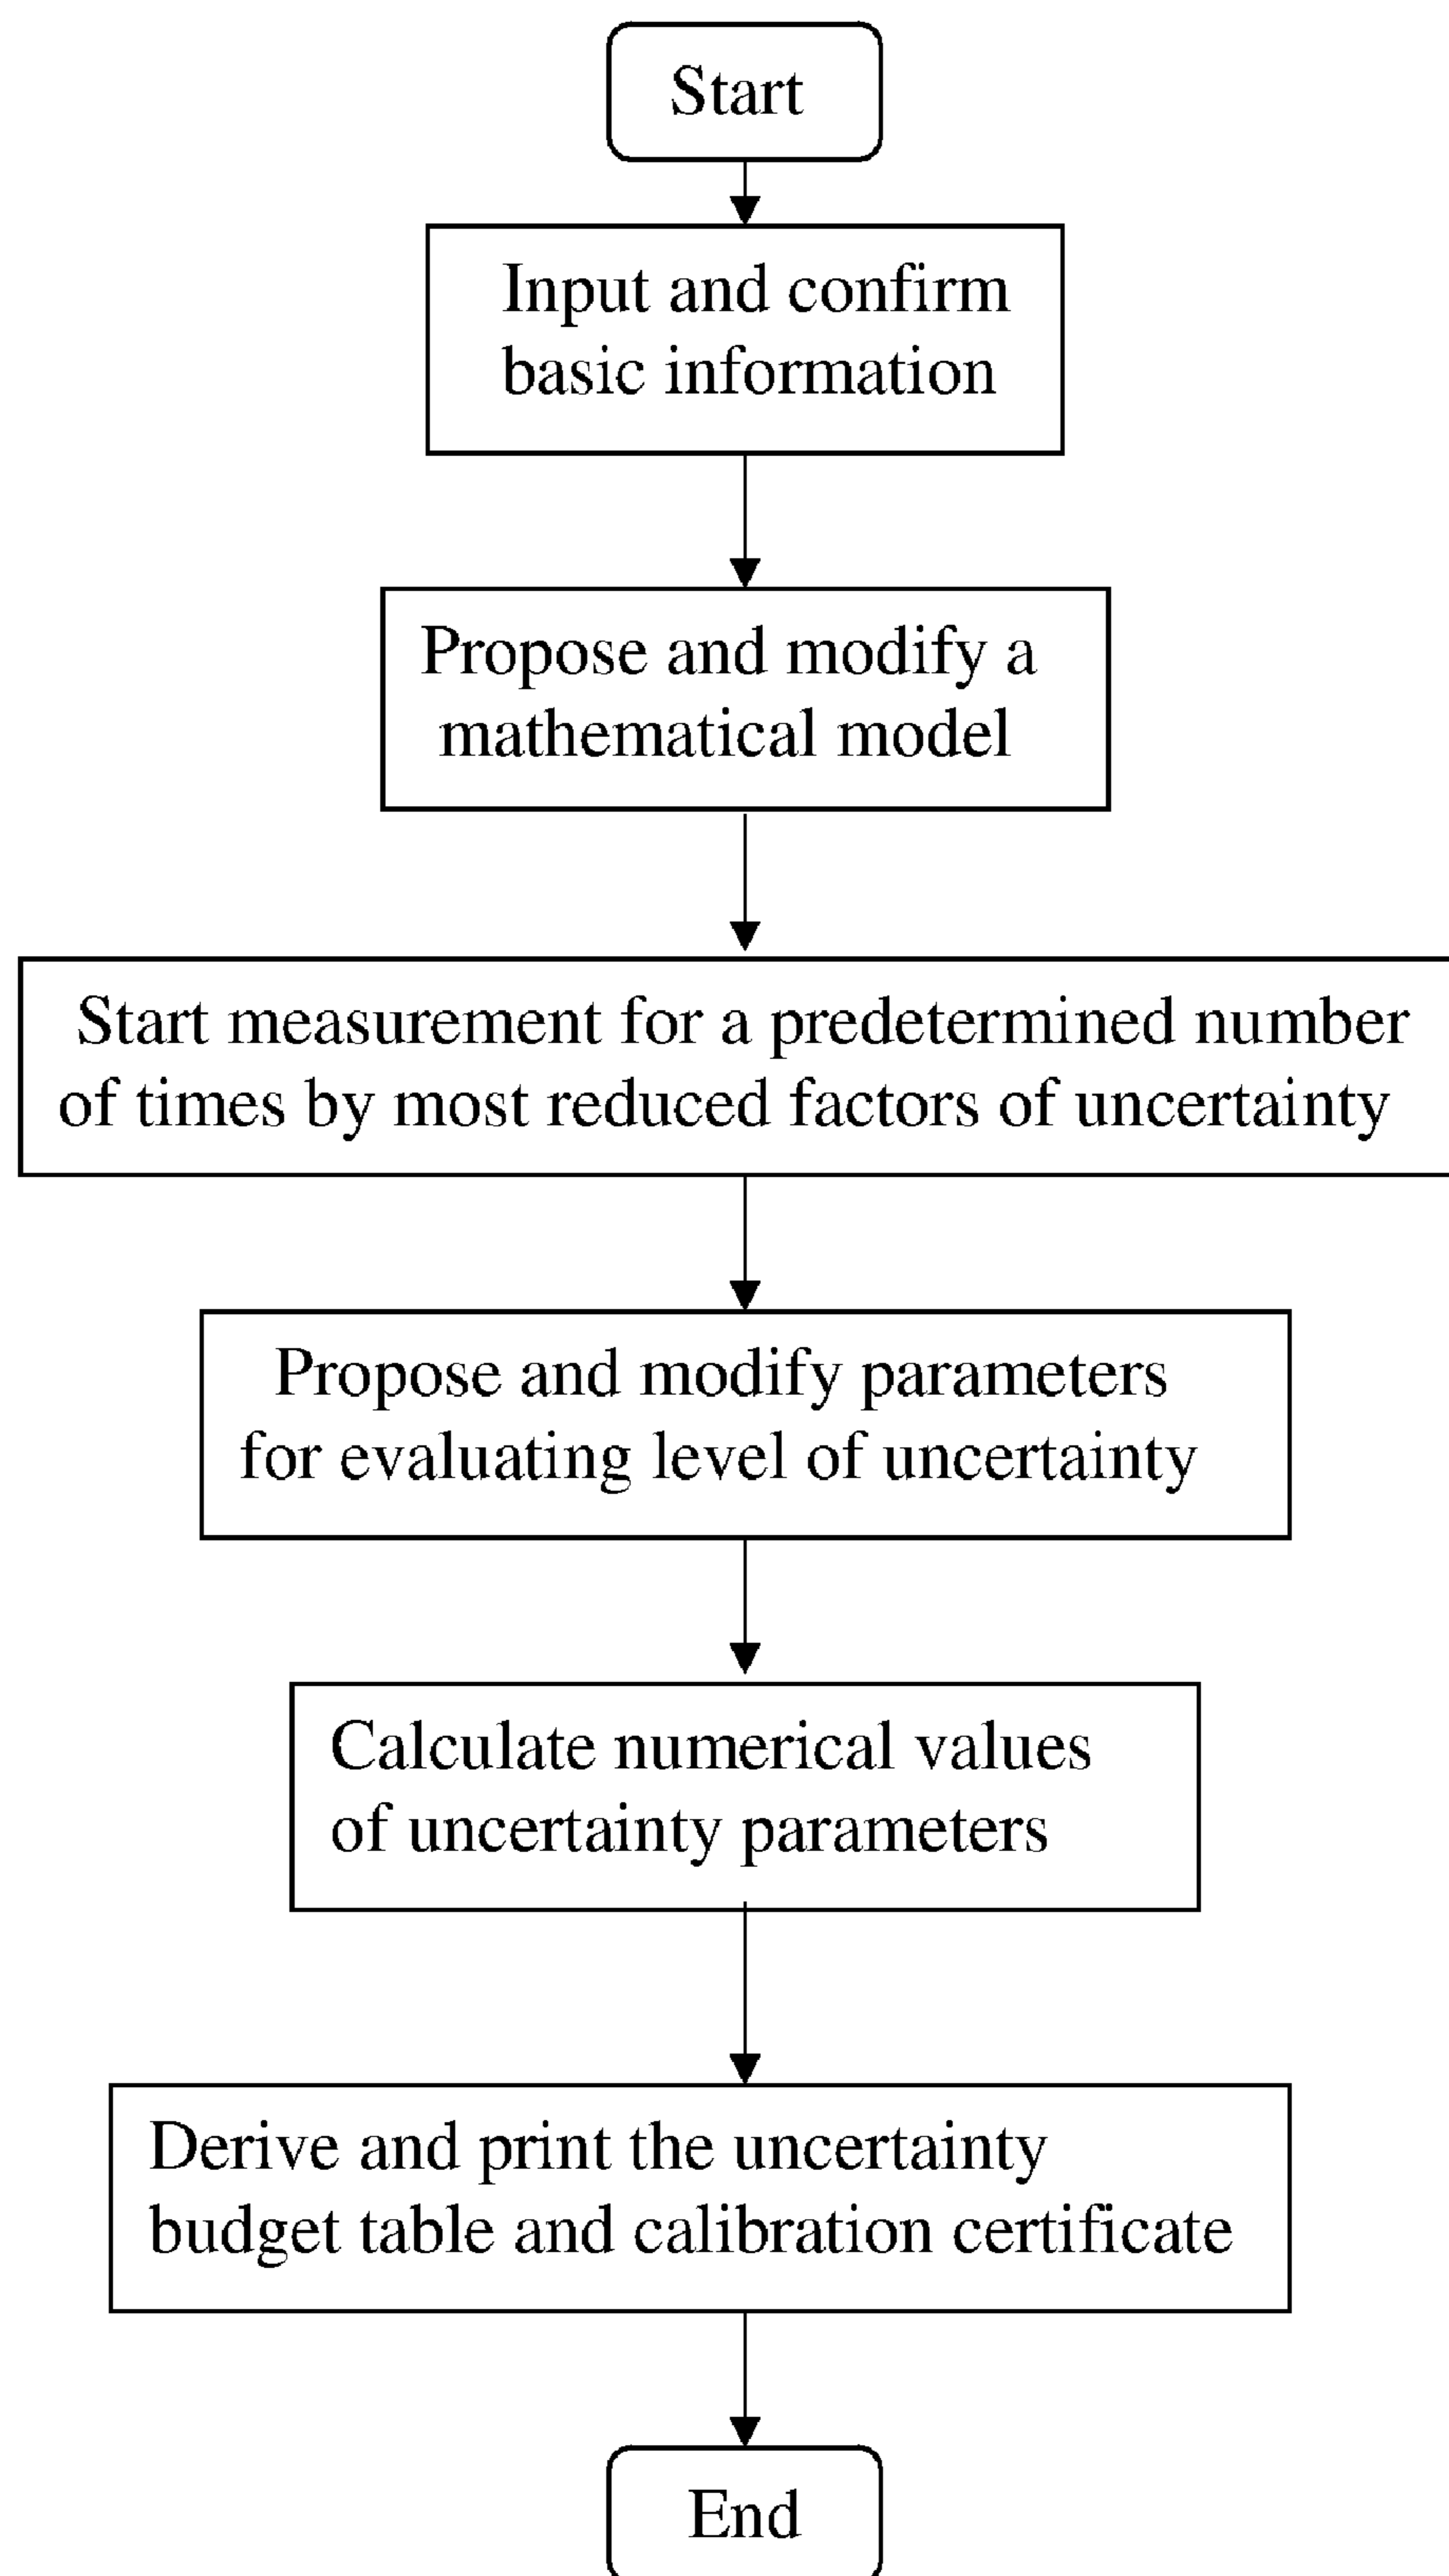 Start
Input and confirm
basic information
Propose and modify a
mathematical model
Start measurement for a predetermined number
of times by most reduced factors of uncertainty
Propose and modify parameters
for evaluating level of uncertainty
Calculate numerical values
of uncertainty parameters
Derive and print the uncertainty
budget table and calibration certificate
End